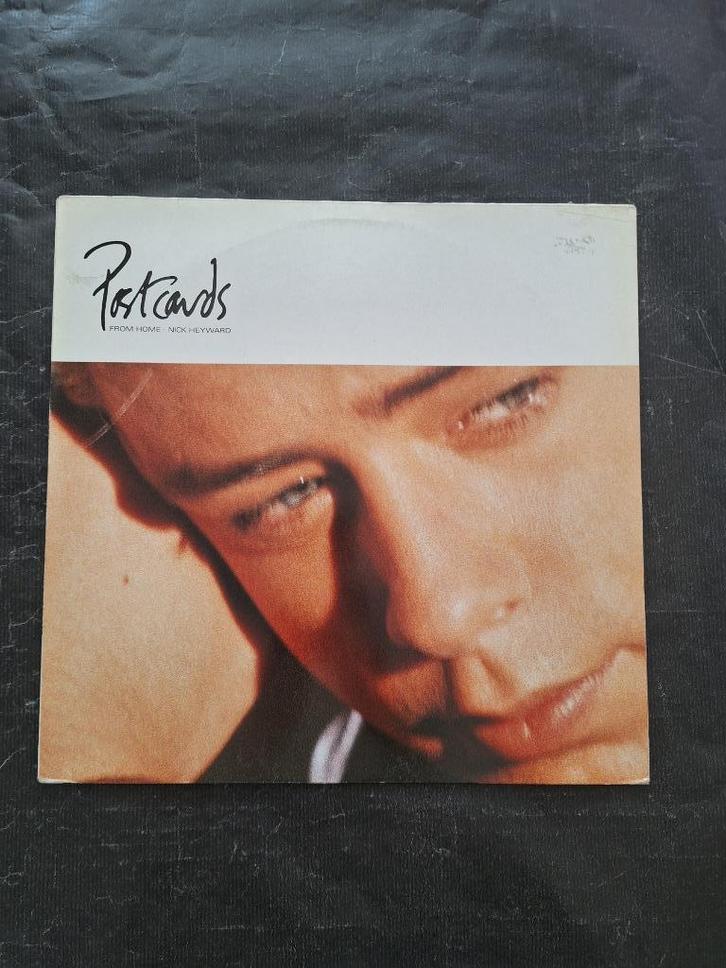 Postcards
FROM HOME · NICK HEYWARD